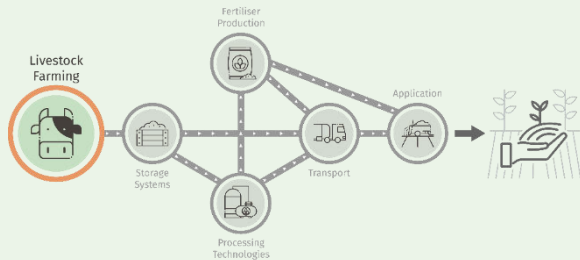 Fertiliser
Production
Livestock
Farming
Application
Storage
Systems
Transport
Processing
Technologies